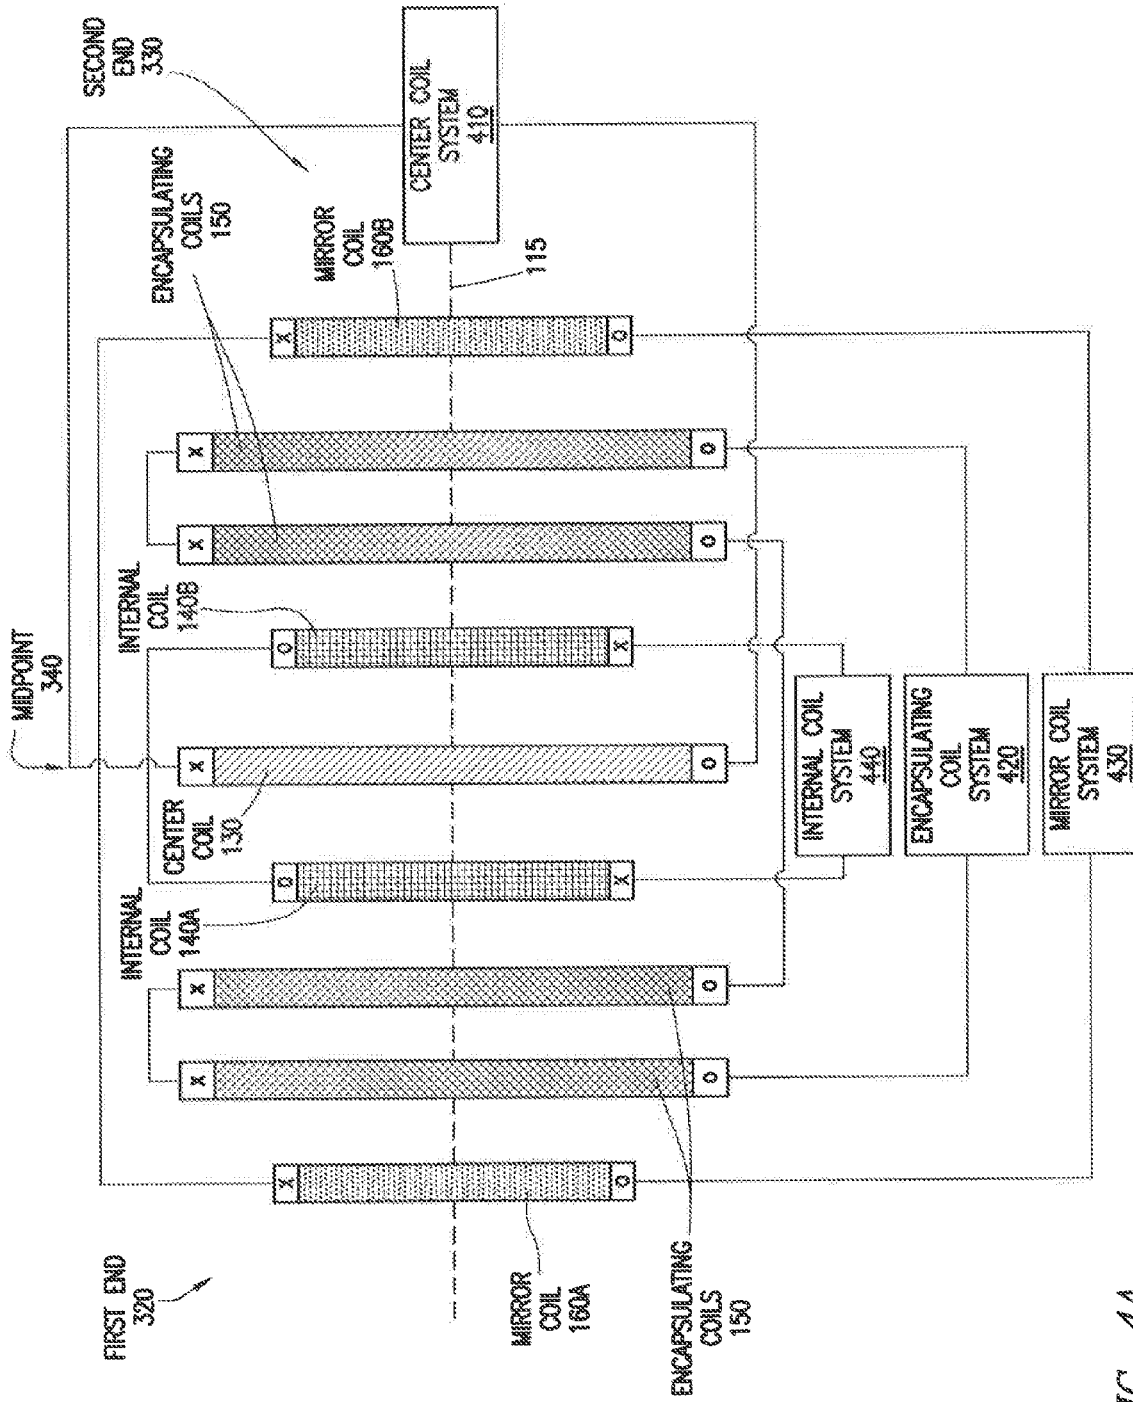 FIRST END
320
MIDPOINT
340
SECOND
END
330
ENCAPSULATING
COILS
150
INTERNAL
COIL
140A
CENTER
COIL
130
INTERNAL
COIL
140B
MIRROR
COIL
160B
CENTER COIL
SYSTEM
410
115
X
X
X
O
X
O
X
X
X
O
O
O
X
O
X
O
O
O
MIRROR
COIL
160A
ENCAPSULATING
COILS
150
INTERNAL COIL
SYSTEM
440
ENCAPSULATING
COIL
SYSTEM
420
MIRROR COIL
SYSTEM
430
4A